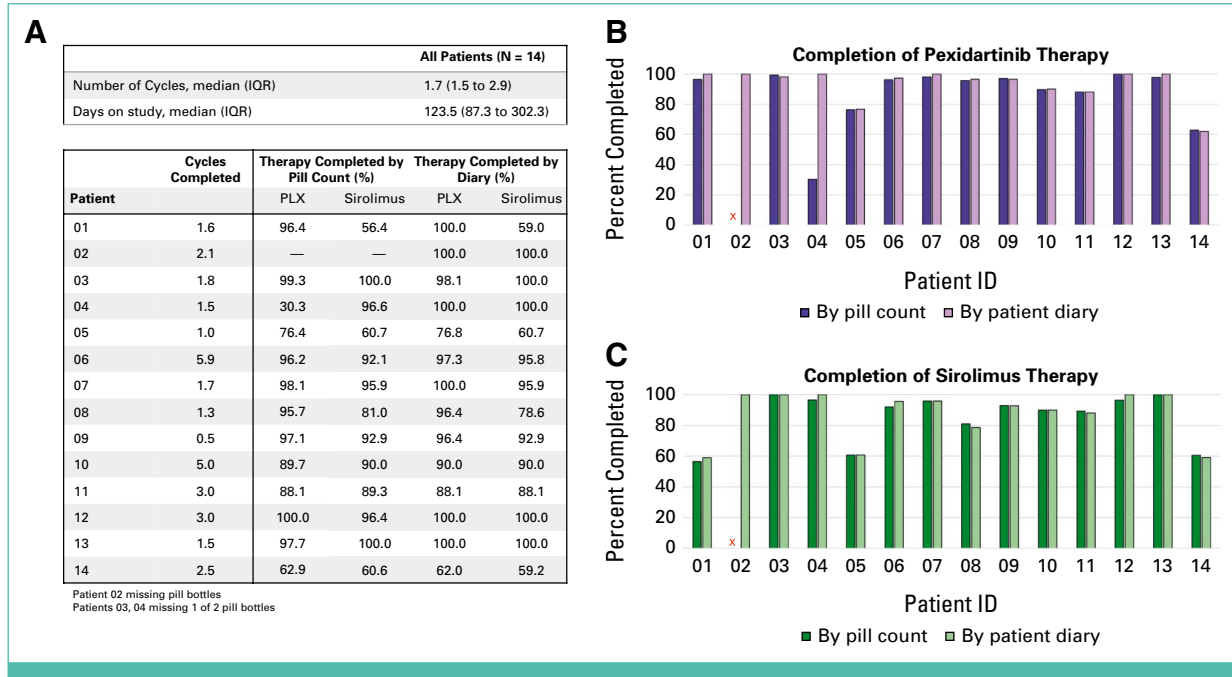 A
All Patients (N = 14)
Number of Cycles, median (IQR) 1.7 (1.5 to 2.9)
Days on study, median (IQR) 123.5 (87.3 to 302.3)
Cycles Therapy Completed by Therapy Completed by
Completed Pill Count (%) Diary (%)
Patient PLX Sirolimus PLX Sirolimus
01 1.6 96.4 56.4 100.0 59.0
02 2.1 — — 100.0 100.0
03 1.8 99.3 100.0 98.1 100.0
04 1.5 30.3 96.6 100.0 100.0
05 1.0 76.4 60.7 76.8 60.7
06 5.9 96.2 92.1 97.3 95.8
07 1.7 98.1 95.9 100.0 95.9
08 1.3 95.7 81.0 96.4 78.6
09 0.5 97.1 92.9 96.4 92.9
10 5.0 89.7 90.0 90.0 90.0
11 3.0 88.1 89.3 88.1 88.1
12 3.0 100.0 96.4 100.0 100.0
13 1.5 97.7 100.0 100.0 100.0
14 2.5 62.9 60.6 62.0 59.2
Patient 02 missing pill bottles
Patients 03, 04 missing 1 of 2 pill bottles
B
Completion of Pexidartinib Therapy
Percent Completed
100
80
60
40
20
0
x
01 02 03 04 05 06 07 08 09 10 11 12 13 14
Patient ID
By pill count By patient diary
C
Completion of Sirolimus Therapy
Percent Completed
100
80
60
40
20
0
x
01 02 03 04 05 06 07 08 09 10 11 12 13 14
Patient ID
By pill count By patient diary